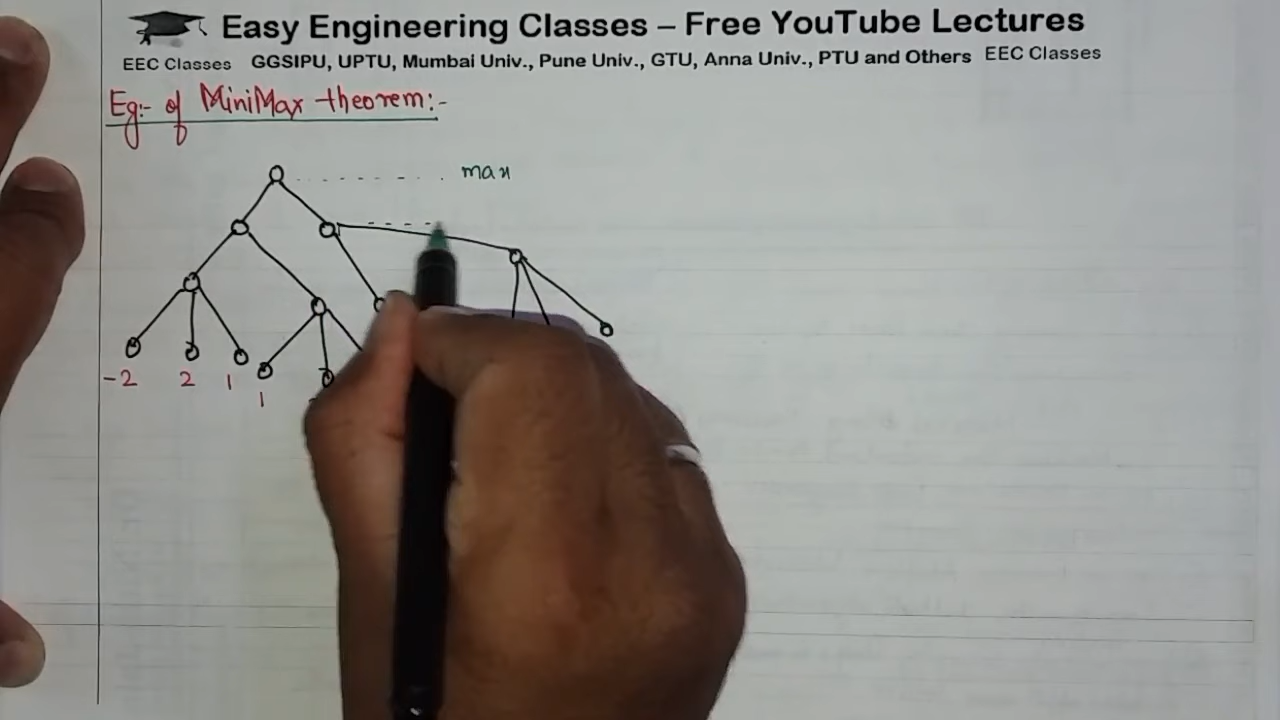 Easy Engineering Classes – Free YouTube Lectures
EEC Classes GGSIPU, UPTU, Mumbai Univ., Pune Univ., GTU, Anna Univ., PTU and Others EEC Classes
Eg:- of MiniMax theorem:-
max
-2 2 1
1